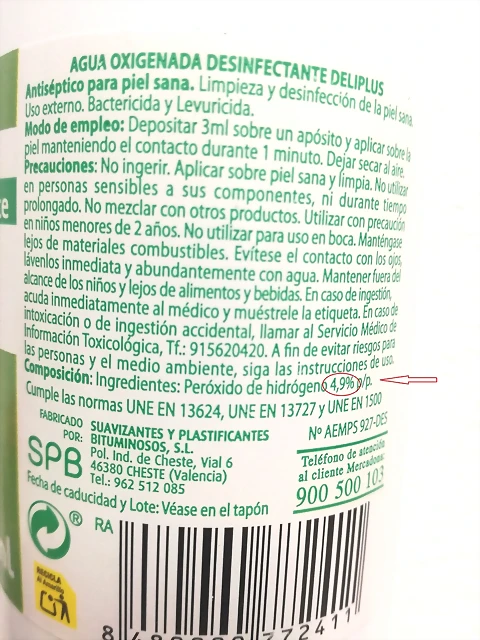 AGUA OXIGENADA DESINFECTANTE DELIPLUS
Antiséptico para piel sana. Limpieza y desinfección de la piel sana.
Uso externo. Bactericida y Levuricida.
Modo de empleo: Depositar 3ml sobre un apósito y aplicar sobre la
piel manteniendo el contacto durante 1 minuto. Dejar secar al aire.
Precauciones: No ingerir. Aplicar sobre piel sana y limpia. No utilizar
en personas sensibles a sus componentes, ni durante tiempo
prolongado. No mezclar con otros productos. Utilizar con precaución
en niños menores de 2 años. No utilizar para uso en boca. Manténgase
lejos de materiales combustibles. Evítese el contacto con los ojos,
lávenlos inmediata y abundantemente con agua. Mantener fuera del
alcance de los niños y lejos de alimentos y bebidas. En caso de ingestión,
acuda inmediatamente al médico y muéstrele la etiqueta. En caso de
intoxicación o de ingestión accidental, llamar al Servicio Médico de
Información Toxicológica, Tf.: 915620420. A fin de evitar riesgos para
las personas y el medio ambiente, siga las instrucciones de uso.
Composición: Ingredientes: Peróxido de hidrógeno 4,9% p/p.
Cumple las normas UNE EN 13624, UNE EN 13727 y UNE EN 1500
FABRICADO POR: SUAVIZANTES Y PLASTIFICANTES
BITUMINOSOS, S.L.
SPB
Pol. Ind. de Cheste, Vial 6
46380 CHESTE (Valencia)
Tel.: 962 512 085
Nº AEMPS 927-DES
Teléfono de atención
al cliente Mercadona:
900 500 103
Fecha de caducidad y Lote: Véase en el tapón
® RA
RECICLA
Al Amarillo